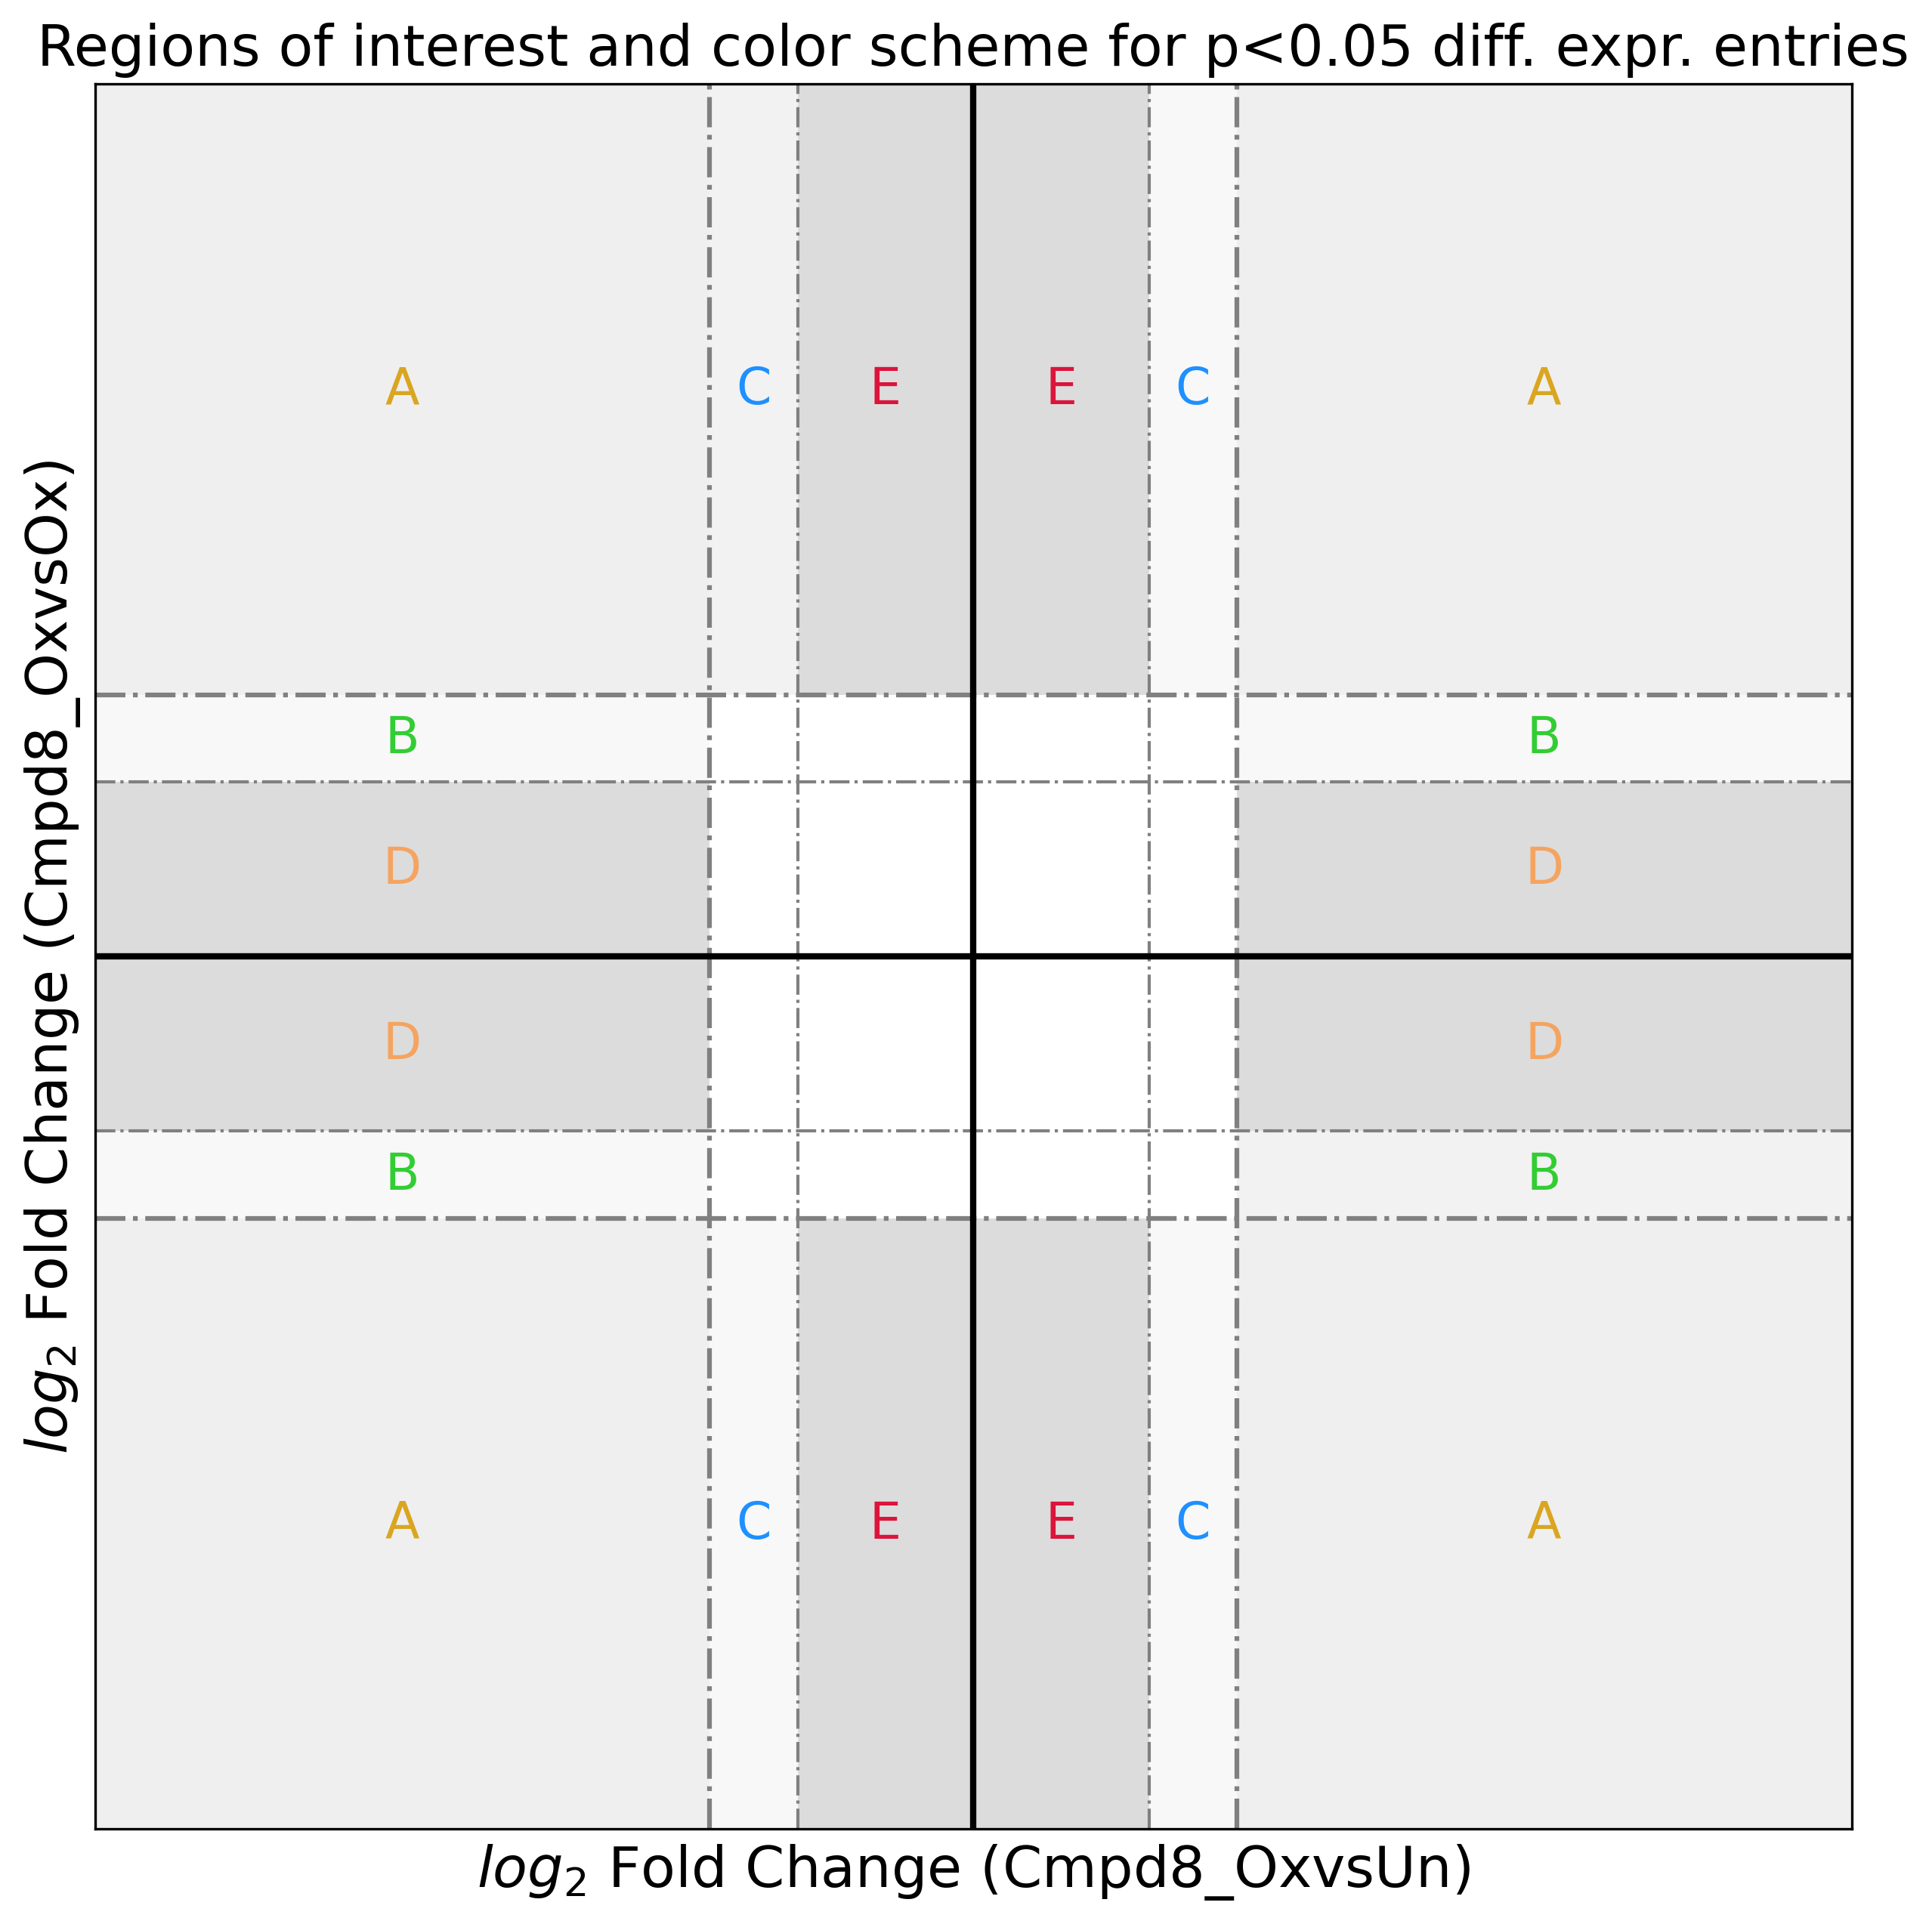 Regions of interest and color scheme for p<0.05 diff. expr. entries
log₂ Fold Change (Cmpd8_OxvsOx)
A C E E C A
B B
D D
D D
B B
A C E E C A
log₂ Fold Change (Cmpd8_OxvsUn)